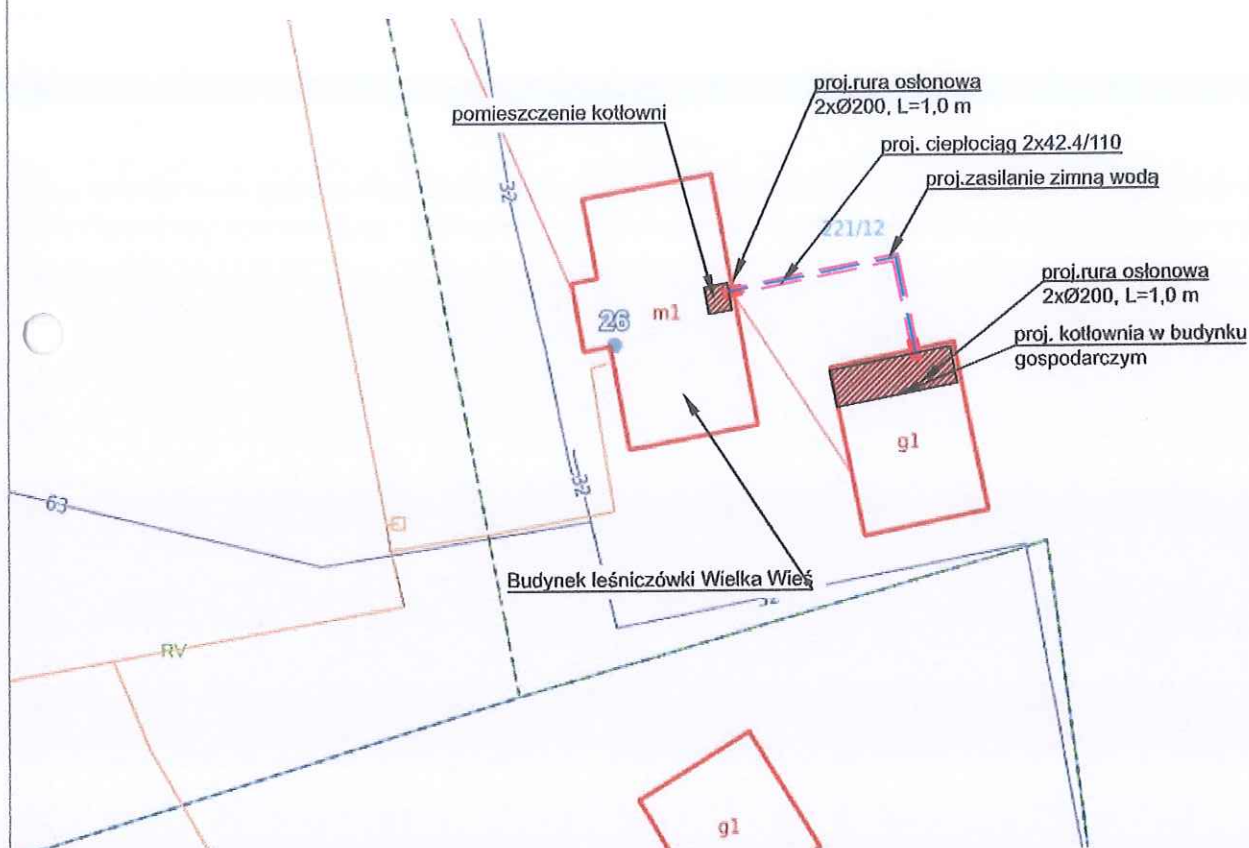 proj.rura osłonowa
2xØ200, L=1,0 m
pomieszczenie kotłowni
proj. ciepłociąg 2x42.4/110
proj.zasilanie zimną wodą
32
221/12
proj.rura osłonowa
2xØ200, L=1,0 m
26
m1
proj. kotłownia w budynku
gospodarczym
g1
32
63
Budynek leśniczówki Wielka Wieś
RV
g1